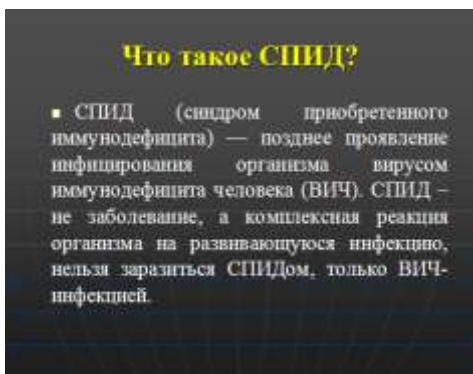 Что такое СПИД?
СПИД (синдром приобретенного
иммунодефицита) — позднее проявление
инфицирования организма вирусом
иммунодефицита человека (ВИЧ). СПИД –
не заболевание, а комплексная реакция
организма на развивающуюся инфекцию,
нельзя заразиться СПИДом, только ВИЧ-
инфекцией.